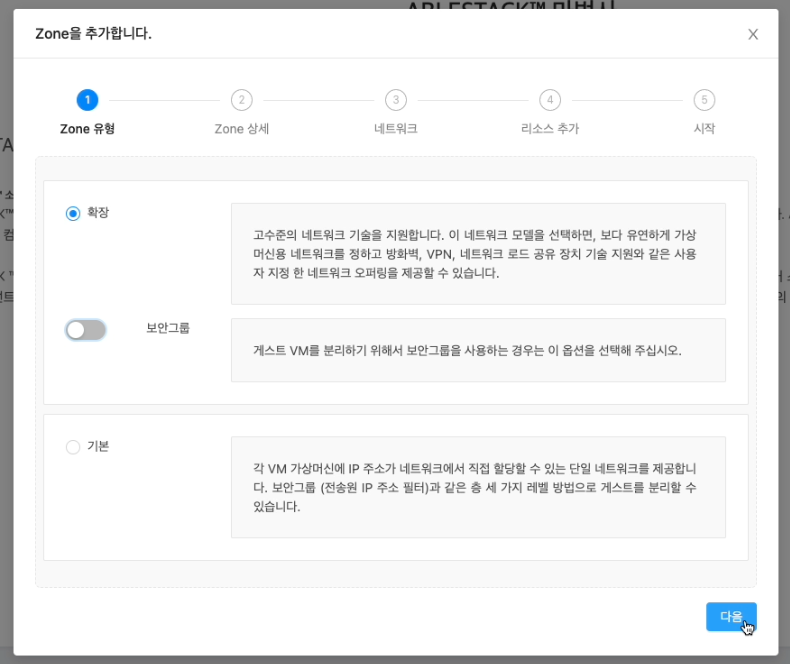 ABLESTACK™
Zone을 추가합니다.
1
2
3
4
5
Zone 유형
Zone 상세
네트워크
리소스 추가
시작
확장
고수준의 네트워크 기술을 지원합니다. 이 네트워크 모델을 선택하면, 보다 유연하게 가상
머신용 네트워크를 정하고 방화벽, VPN, 네트워크 로드 공유 장치 기술 지원와 같은 사용
자 지정 한 네트워크 오퍼링을 제공할 수 있습니다.
보안그룹
게스트 VM를 분리하기 위해서 보안그룹을 사용하는 경우는 이 옵션을 선택해 주십시오.
기본
각 VM 가상머신에 IP 주소가 네트워크에서 직접 할당할 수 있는 단일 네트워크를 제공합니
다. 보안그룹 (전송원 IP 주소 필터)과 같은 층 세 가지 레벨 방법으로 게스트를 분리할 수
있습니다.
다음